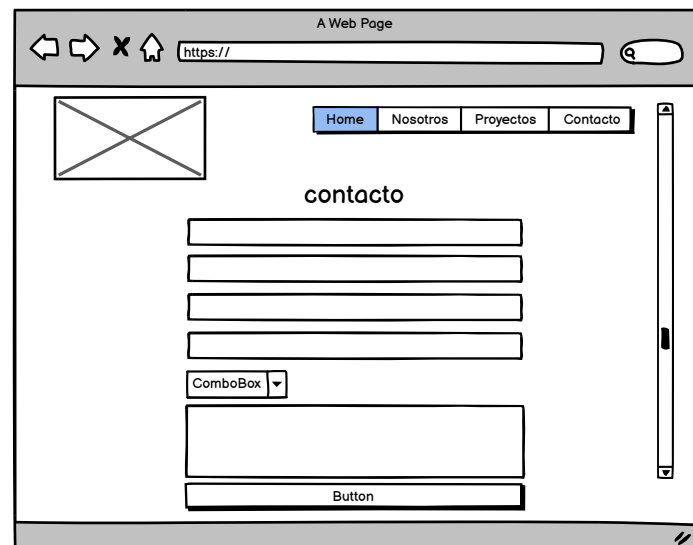 A Web Page
https://
Home Nosotros Proyectos Contacto
contacto
ComboBox
Button